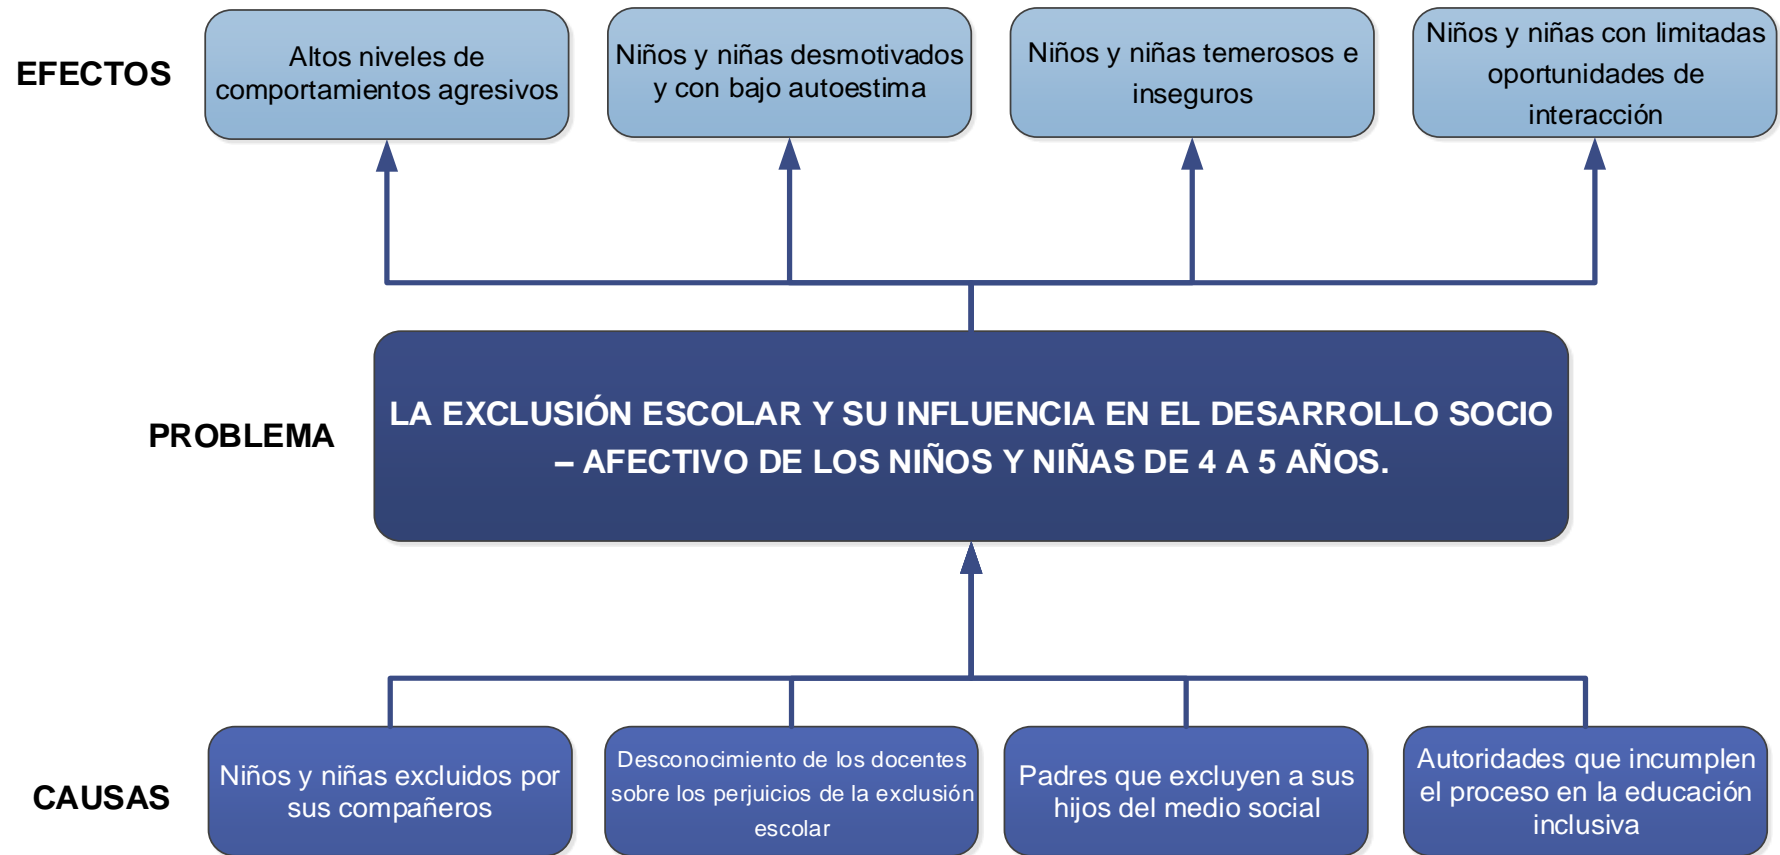 EFECTOS
Altos niveles de
comportamientos agresivos
Niños y niñas desmotivados
y con bajo autoestima
Niños y niñas temerosos e
inseguros
Niños y niñas con limitadas
oportunidades de
interacción
PROBLEMA
LA EXCLUSIÓN ESCOLAR Y SU INFLUENCIA EN EL DESARROLLO SOCIO
– AFECTIVO DE LOS NIÑOS Y NIÑAS DE 4 A 5 AÑOS.
CAUSAS
Niños y niñas excluidos por
sus compañeros
Desconocimiento de los docentes
sobre los perjuicios de la exclusión
escolar
Padres que excluyen a sus
hijos del medio social
Autoridades que incumplen
el proceso en la educación
inclusiva